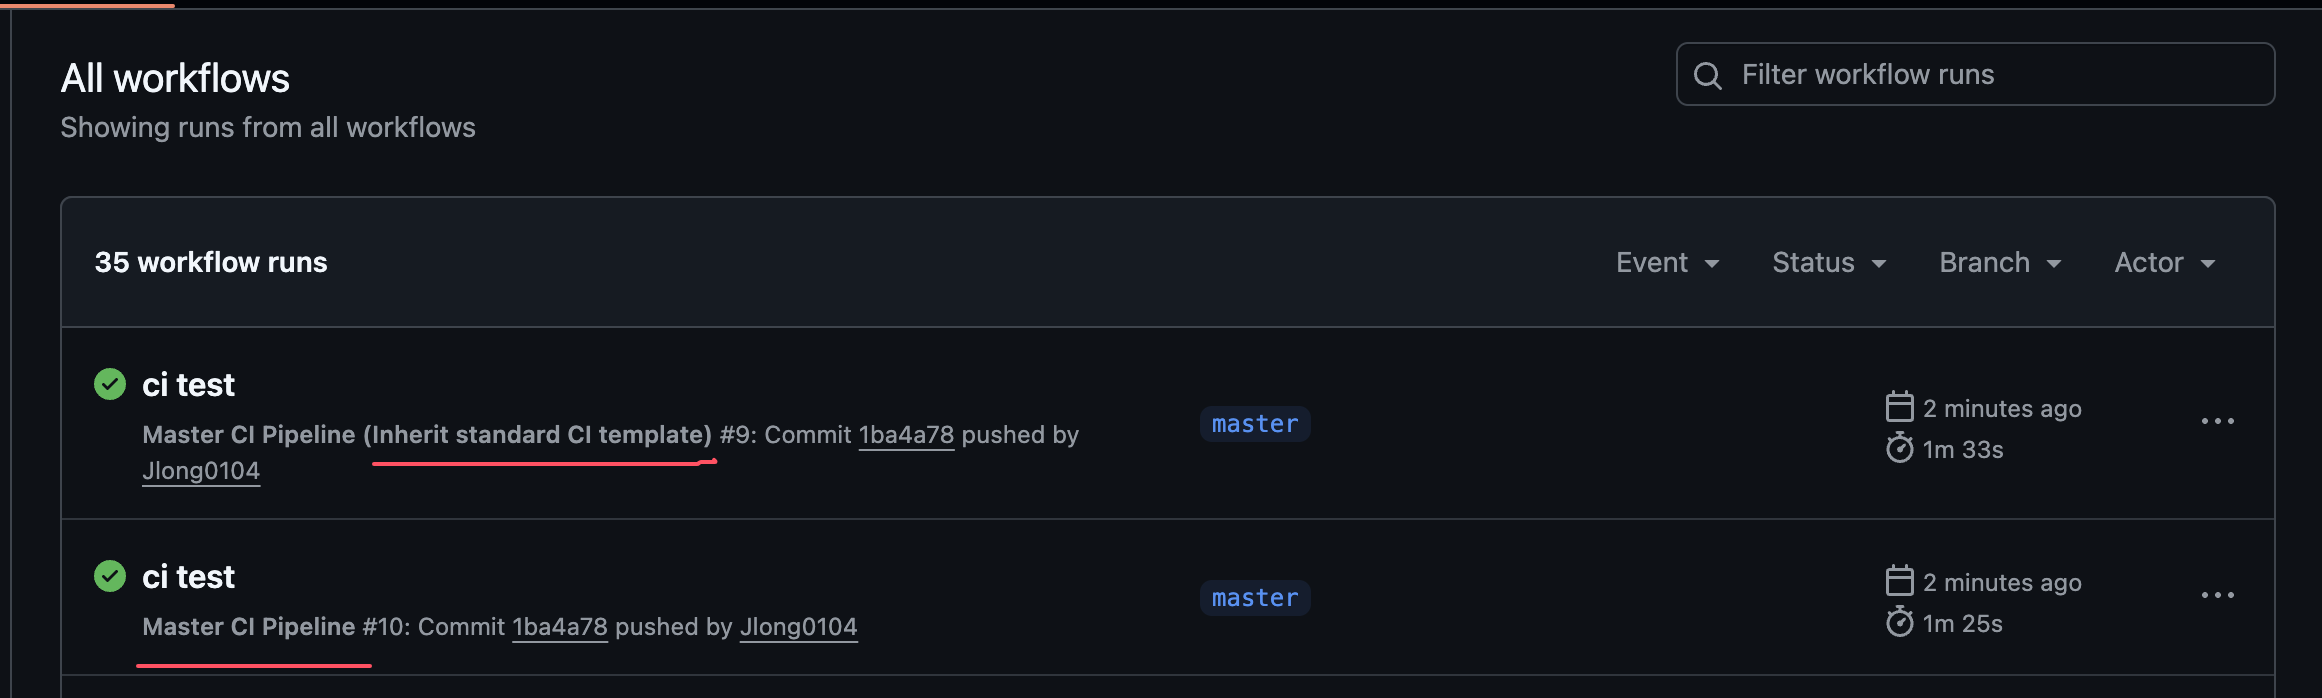 All workflows
Filter workflow runs
Showing runs from all workflows
35 workflow runs
Event
Status
Branch
Actor
ci test
Master CI Pipeline (Inherit standard CI template) #9: Commit 1ba4a78 pushed by
Jlong0104
master
2 minutes ago
1m 33s
ci test
Master CI Pipeline #10: Commit 1ba4a78 pushed by Jlong0104
master
2 minutes ago
1m 25s